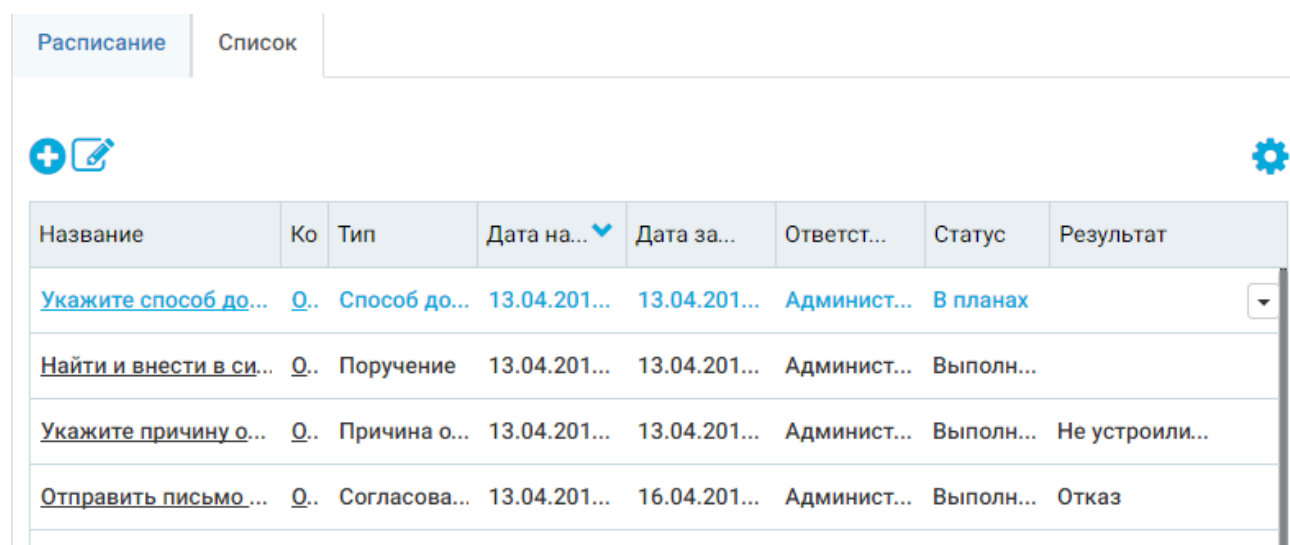 Расписание Список
Название Ко Тип Дата на... Дата за... Ответст... Статус Результат
Укажите способ до... О.. Способ до... 13.04.201... 13.04.201... Админист... В планах
Найти и внести в си... О.. Поручение 13.04.201... 13.04.201... Админист... Выполн...
Укажите причину о... О.. Причина о... 13.04.201... 13.04.201... Админист... Выполн... Не устроили...
Отправить письмо ... О.. Согласова... 13.04.201... 16.04.201... Админист... Выполн... Отказ